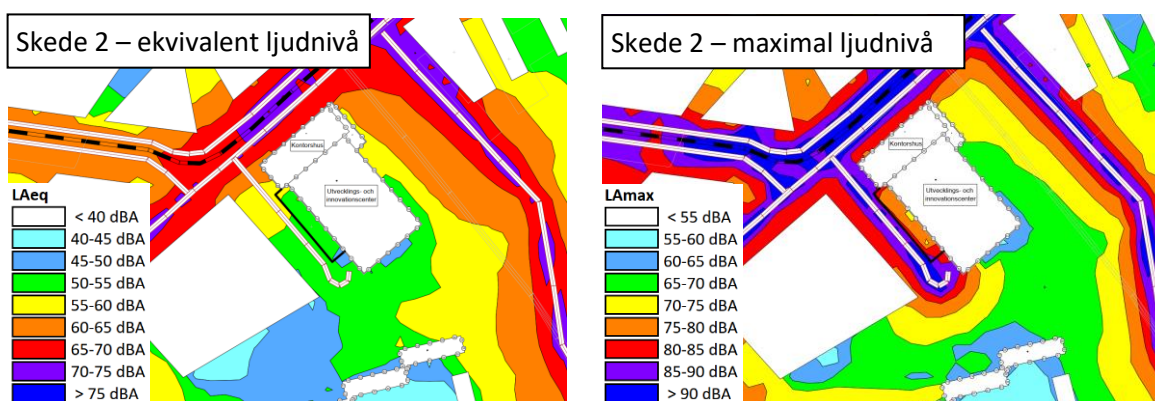 Skede 2 – ekvivalent ljudnivå
Kontorshus
Utvecklings- och
innovationscenter
LAeq
< 40 dBA
40-45 dBA
45-50 dBA
50-55 dBA
55-60 dBA
60-65 dBA
65-70 dBA
70-75 dBA
> 75 dBA
Skede 2 – maximal ljudnivå
Kontorshus
Utvecklings- och
innovationscenter
LAmax
< 55 dBA
55-60 dBA
60-65 dBA
65-70 dBA
70-75 dBA
75-80 dBA
80-85 dBA
85-90 dBA
> 90 dBA